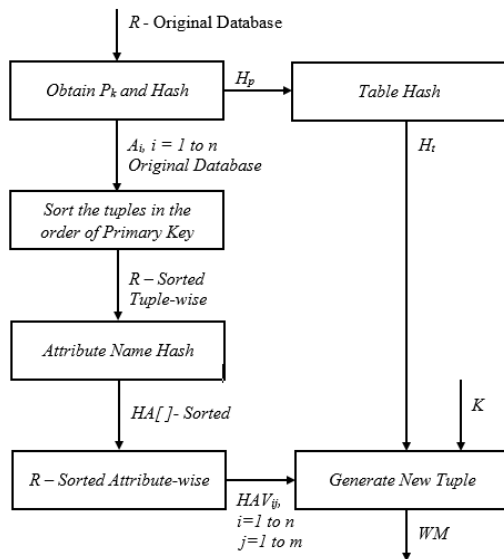 R - Original Database
Obtain Pk and Hash
Hp
Table Hash
Ai, i = 1 to n
Original Database
Ht
Sort the tuples in the
order of Primary Key
R – Sorted
Tuple-wise
Attribute Name Hash
HA[ ]- Sorted
K
R – Sorted Attribute-wise
HAVij,
i=1 to n
j=1 to m
Generate New Tuple
WM